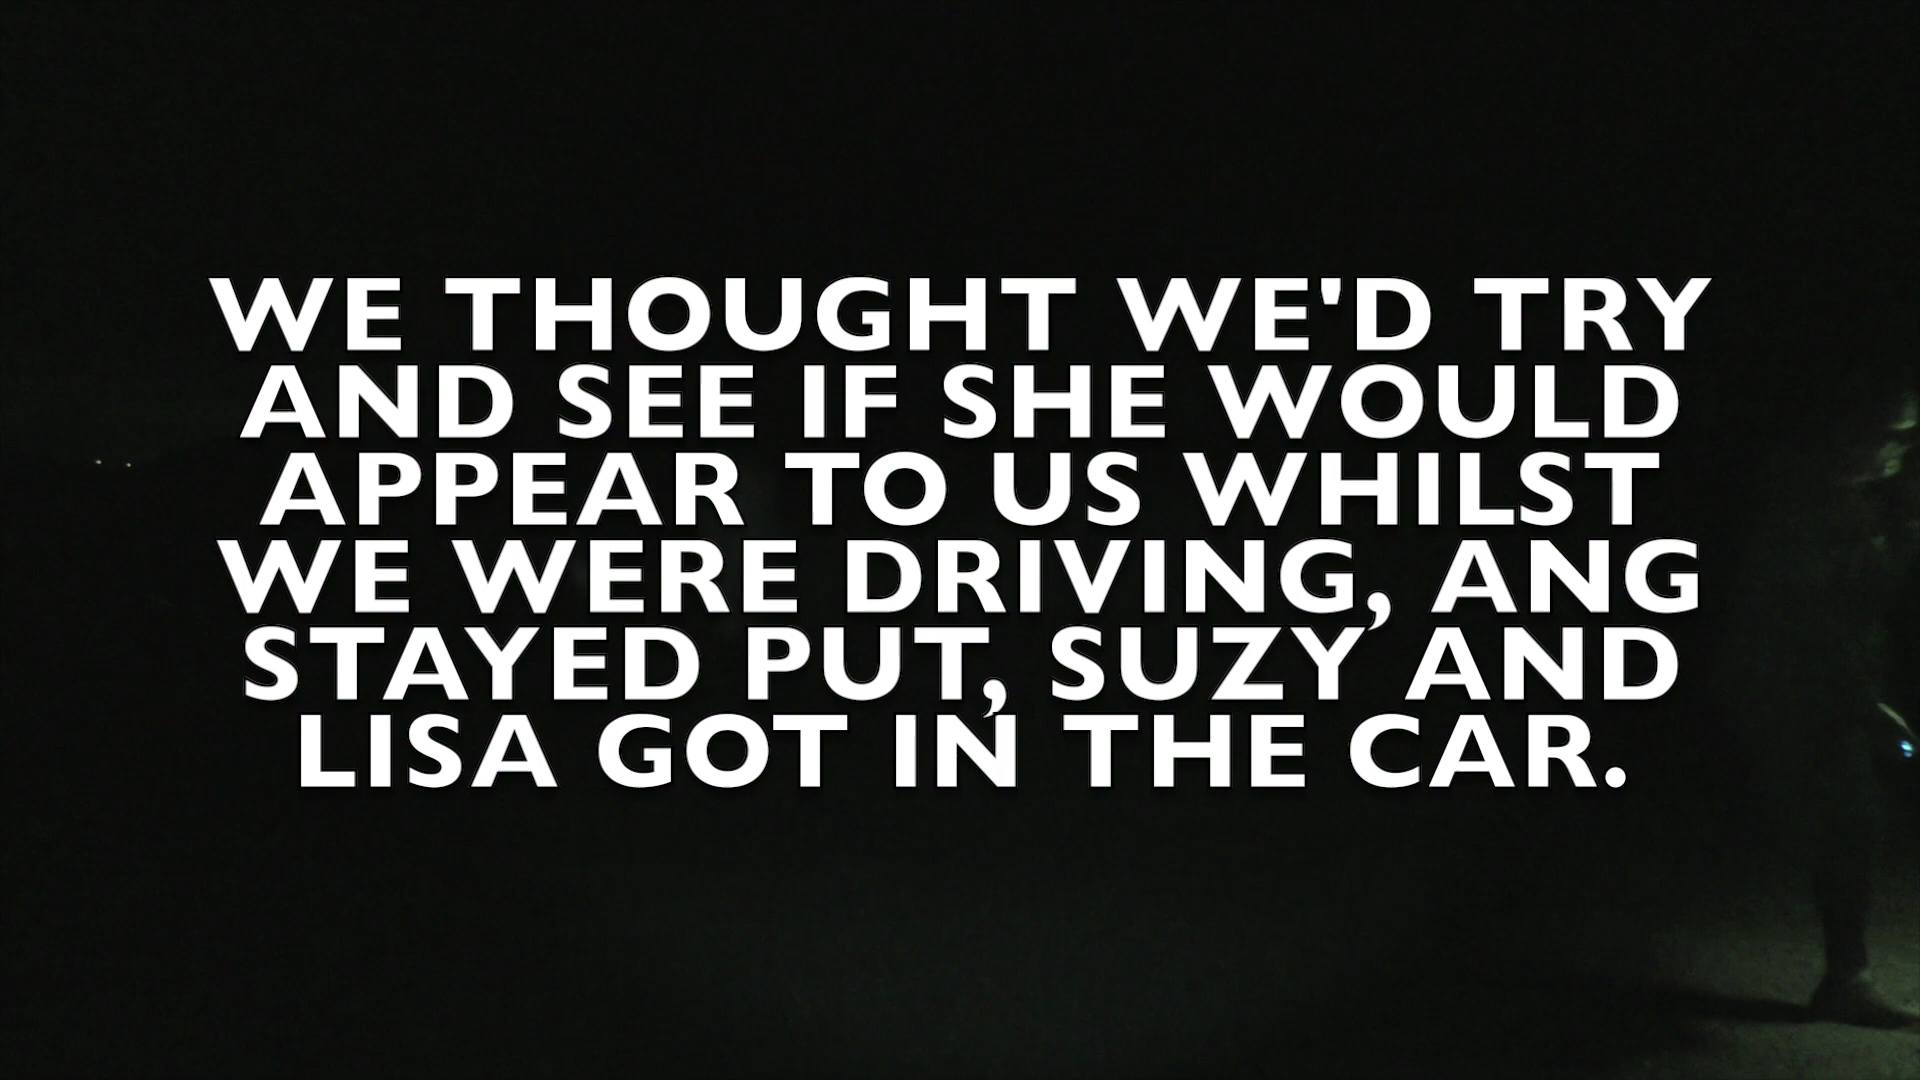 WE THOUGHT WE'D TRY
AND SEE IF SHE WOULD
APPEAR TO US WHILST
WE WERE DRIVING, ANG
STAYED PUT, SUZY AND
LISA GOT IN THE CAR.